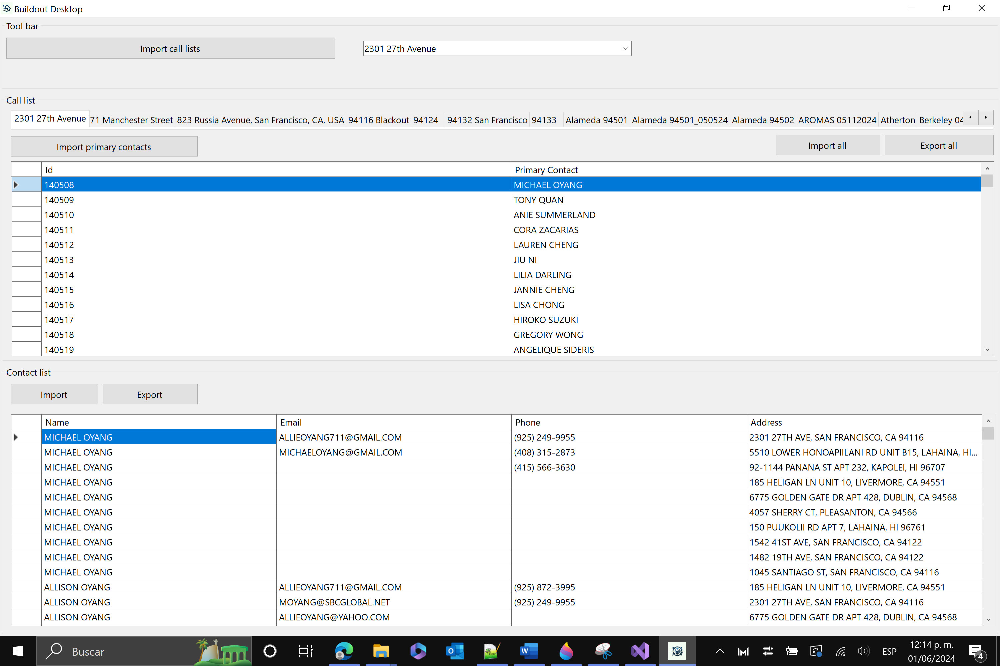 Buildout Desktop
Tool bar
Import call lists
2301 27th Avenue
Call list
2301 27th Avenue 71 Manchester Street 823 Russia Avenue, San Francisco, CA, USA 94116 Blackout 94124 94132 San Francisco 94133 Alameda 94501 Alameda 94501_050524 Alameda 94502 AROMAS 05112024 Atherton Berkeley 04
Import primary contacts
Import all
Export all
Id Primary Contact
140508 MICHAEL OYANG
140509 TONY QUAN
140510 ANIE SUMMERLAND
140511 CORA ZACARIAS
140512 LAUREN CHENG
140513 JIU NI
140514 LILIA DARLING
140515 JANNIE CHENG
140516 LISA CHONG
140517 HIROKO SUZUKI
140518 GREGORY WONG
140519 ANGELIQUE SIDERIS
Contact list
Import
Export
Name Email Phone Address
MICHAEL OYANG ALLIEOYANG711@GMAIL.COM (925) 249-9955 2301 27TH AVE, SAN FRANCISCO, CA 94116
MICHAEL OYANG MICHAELOYANG@GMAIL.COM (408) 315-2873 5510 LOWER HONOAPIILANI RD UNIT B15, LAHAINA, HI...
MICHAEL OYANG (415) 566-3630 92-1144 PANANA ST APT 232, KAPOLEI, HI 96707
MICHAEL OYANG 185 HELIGAN LN UNIT 10, LIVERMORE, CA 94551
MICHAEL OYANG 6775 GOLDEN GATE DR APT 428, DUBLIN, CA 94568
MICHAEL OYANG 4057 SHERRY CT, PLEASANTON, CA 94566
MICHAEL OYANG 150 PUUKOLII RD APT 7, LAHAINA, HI 96761
MICHAEL OYANG 1542 41ST AVE, SAN FRANCISCO, CA 94122
MICHAEL OYANG 1482 19TH AVE, SAN FRANCISCO, CA 94122
MICHAEL OYANG 1045 SANTIAGO ST, SAN FRANCISCO, CA 94116
ALLISON OYANG ALLIEOYANG711@GMAIL.COM (925) 872-3995 185 HELIGAN LN UNIT 10, LIVERMORE, CA 94551
ALLISON OYANG MOYANG@SBCGLOBAL.NET (925) 249-9955 2301 27TH AVE, SAN FRANCISCO, CA 94116
ALLISON OYANG ALLIEOYANG@YAHOO.COM 6775 GOLDEN GATE DR APT 428, DUBLIN, CA 94568
Buscar
ESP
12:14 p. m.
01/06/2024
4